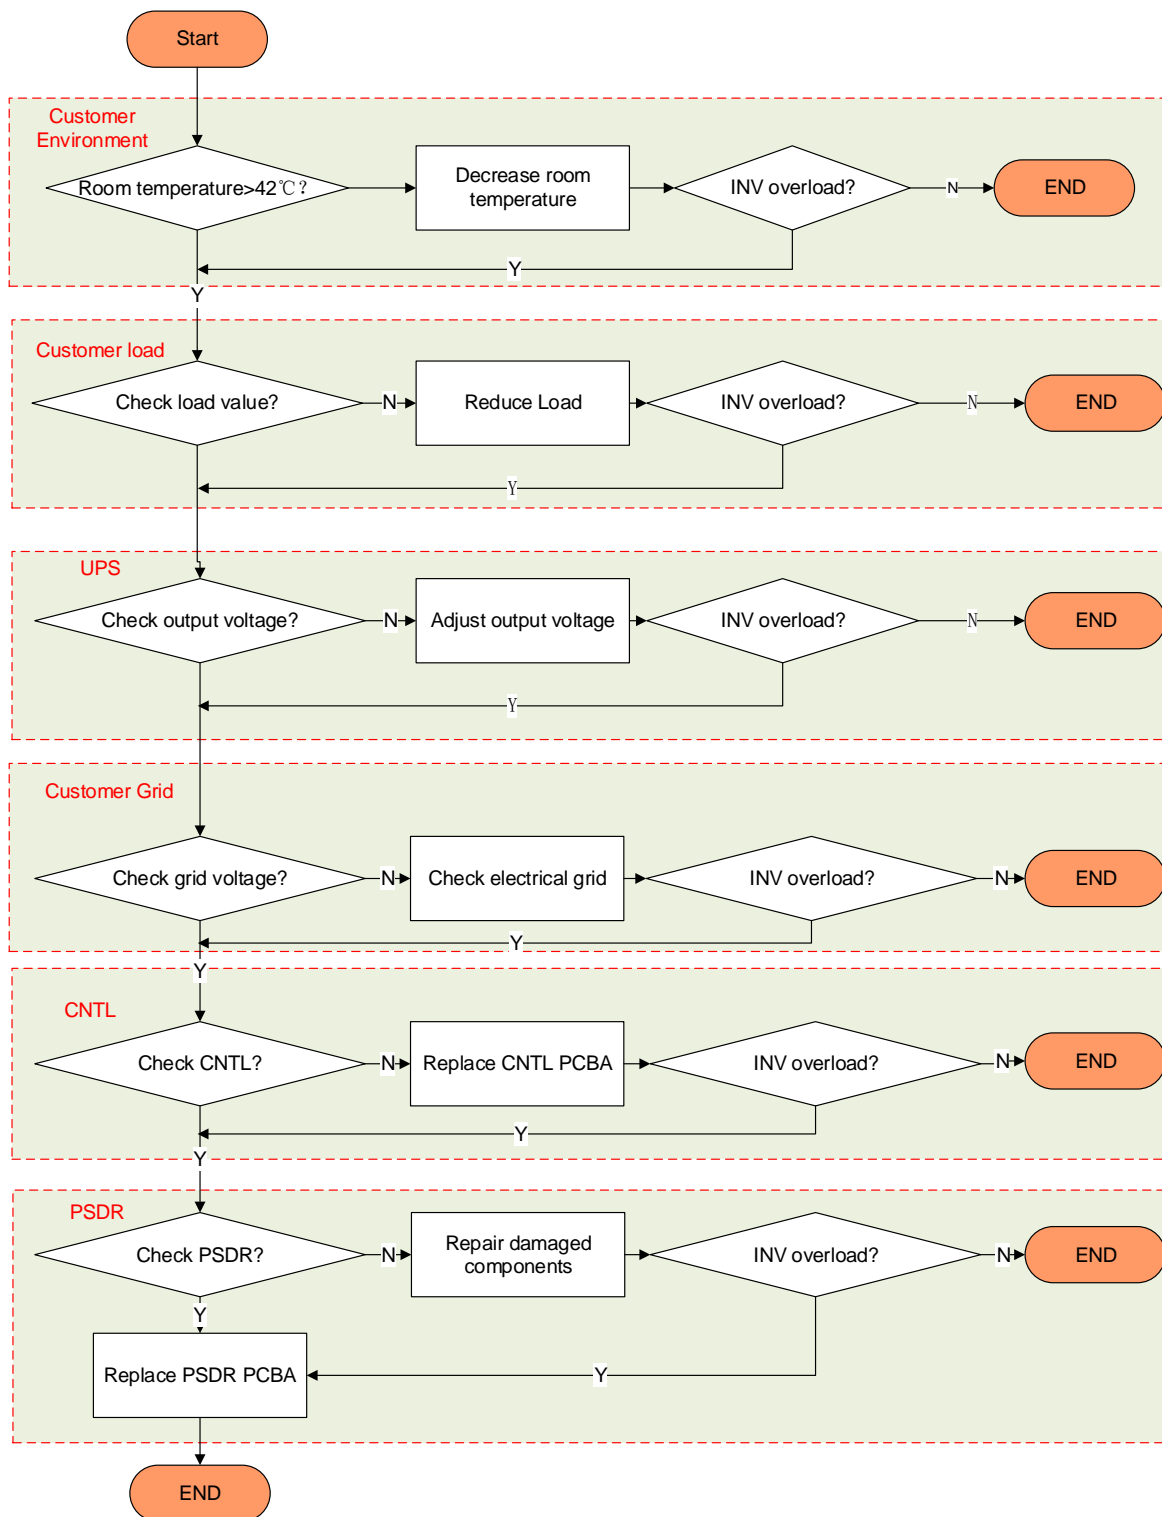 Start
Customer
Environment
Room temperature>42℃?
Decrease room
temperature
INV overload?
N
END
Y
Y
Customer load
Check load value?
N
Reduce Load
INV overload?
N
END
Y
UPS
Check output voltage?
N
Adjust output voltage
INV overload?
N
END
Y
Customer Grid
Check grid voltage?
N
Check electrical grid
INV overload?
N
END
Y
Y
CNTL
Check CNTL?
N
Replace CNTL PCBA
INV overload?
N
END
Y
Y
PSDR
Check PSDR?
N
Repair damaged
components
INV overload?
N
END
Y
Replace PSDR PCBA
Y
END